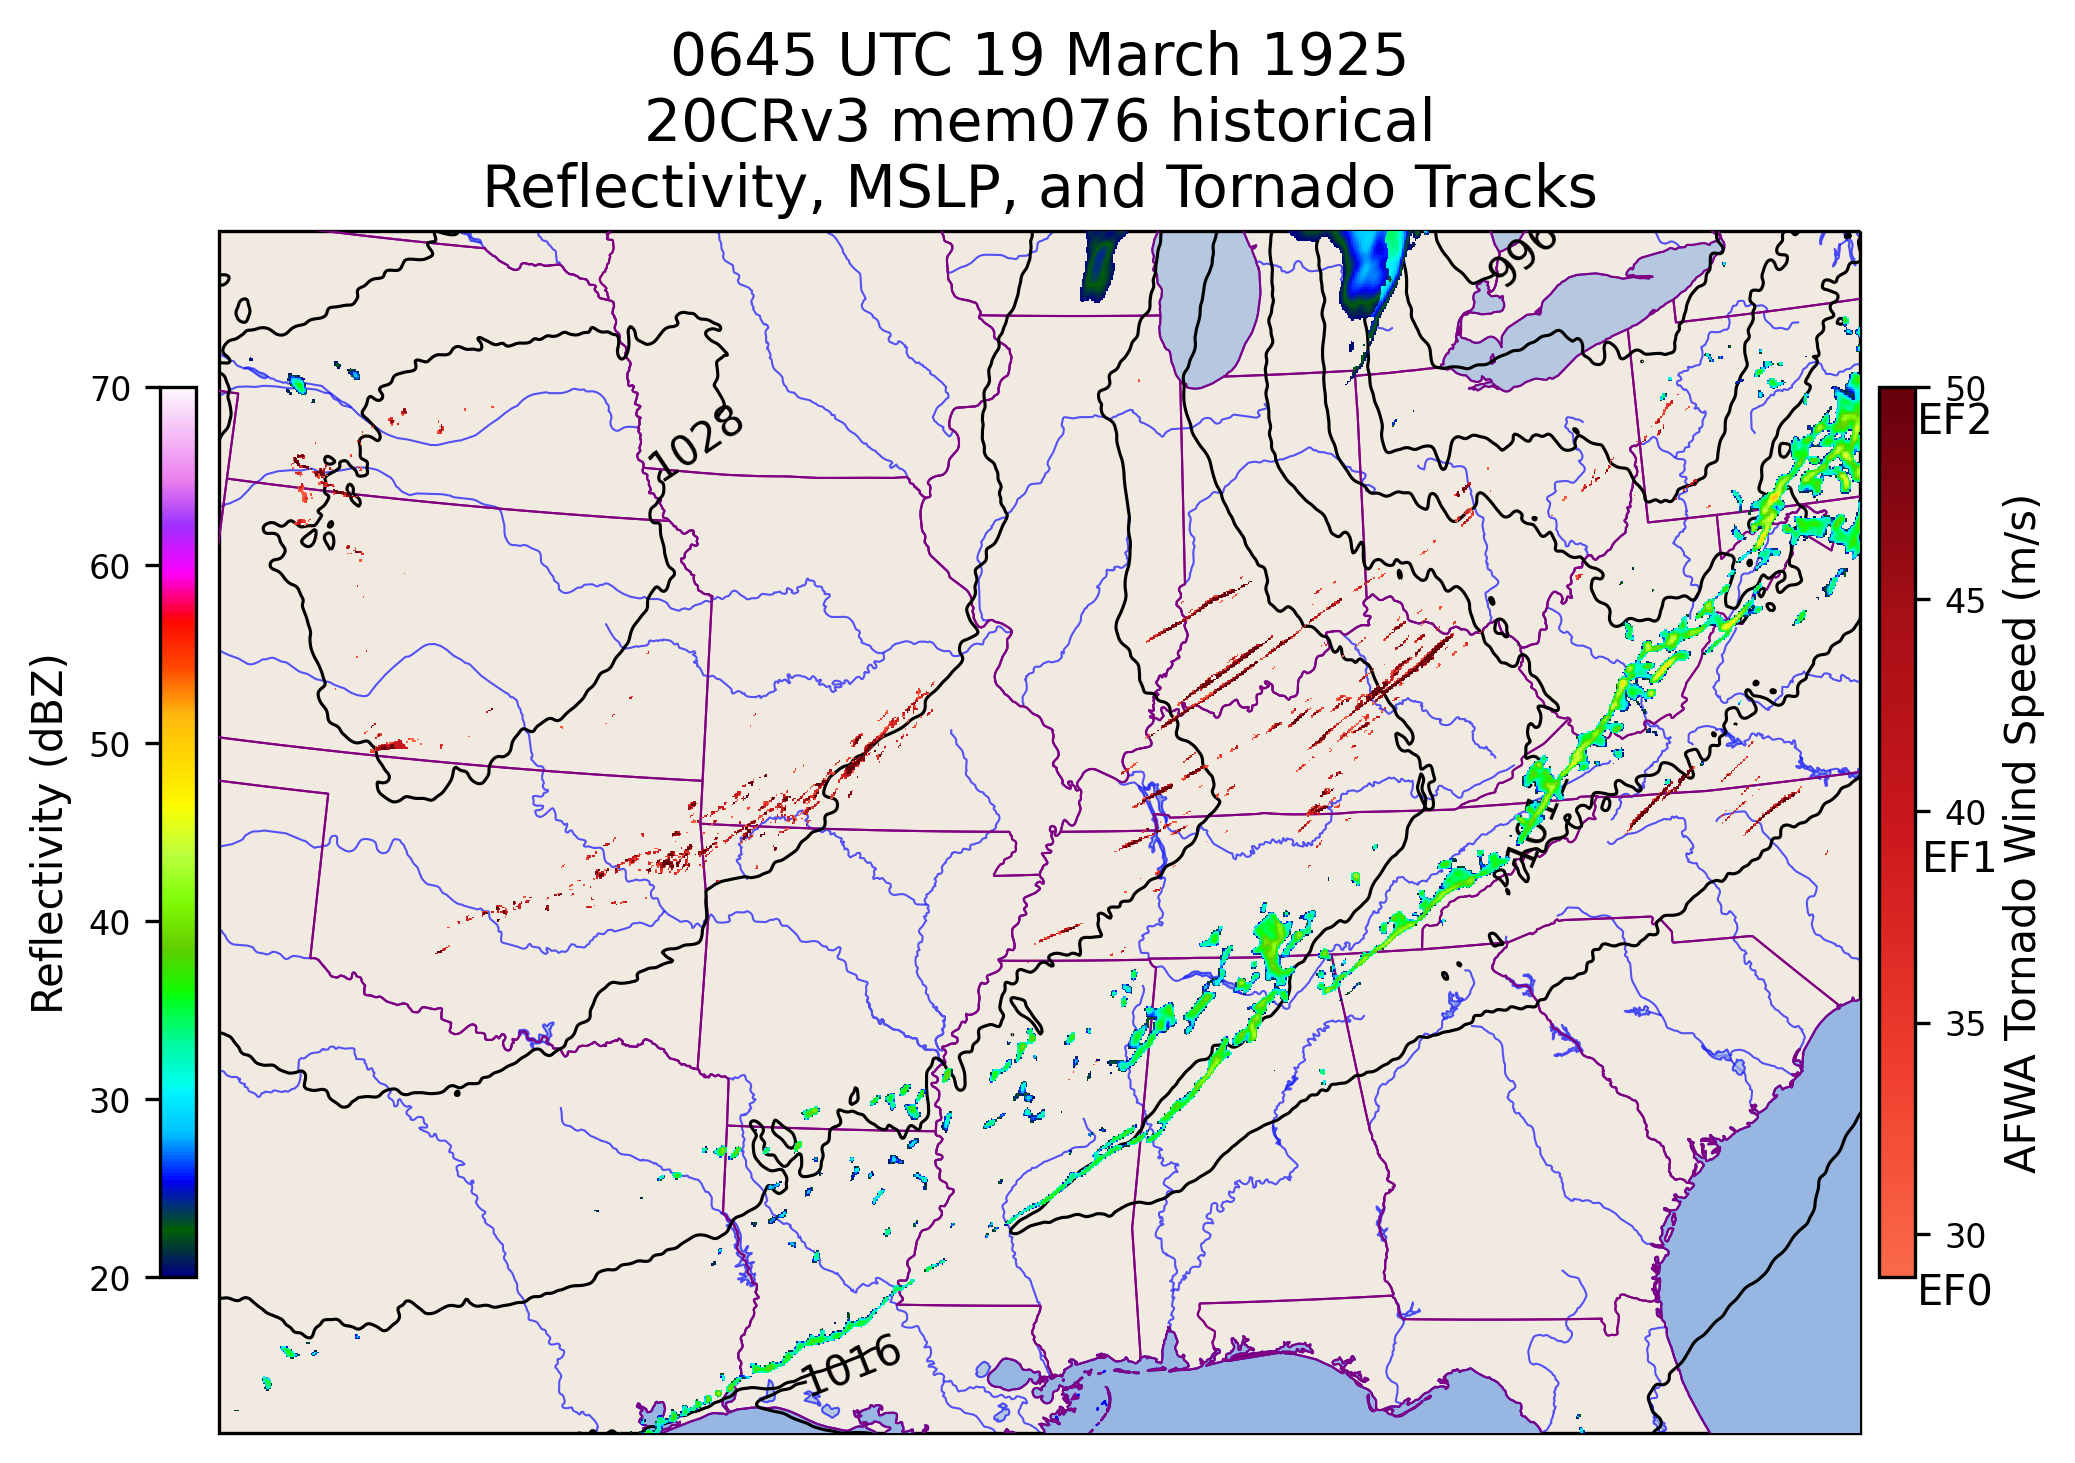 0645 UTC 19 March 1925
20CRv3 mem076 historical
Reflectivity, MSLP, and Tornado Tracks
996
1028
1016
70
60
50
40
30
20
Reflectivity (dBZ)
50
EF2
45
40
EF1
35
30
EF0
AFWA Tornado Wind Speed (m/s)